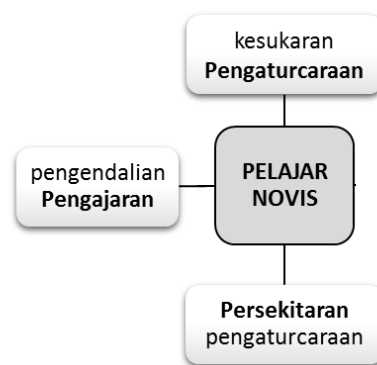 kesukaran
Pengaturcaraan
pengendalian
Pengajaran
PELAJAR
NOVIS
Persekitaran
pengaturcaraan